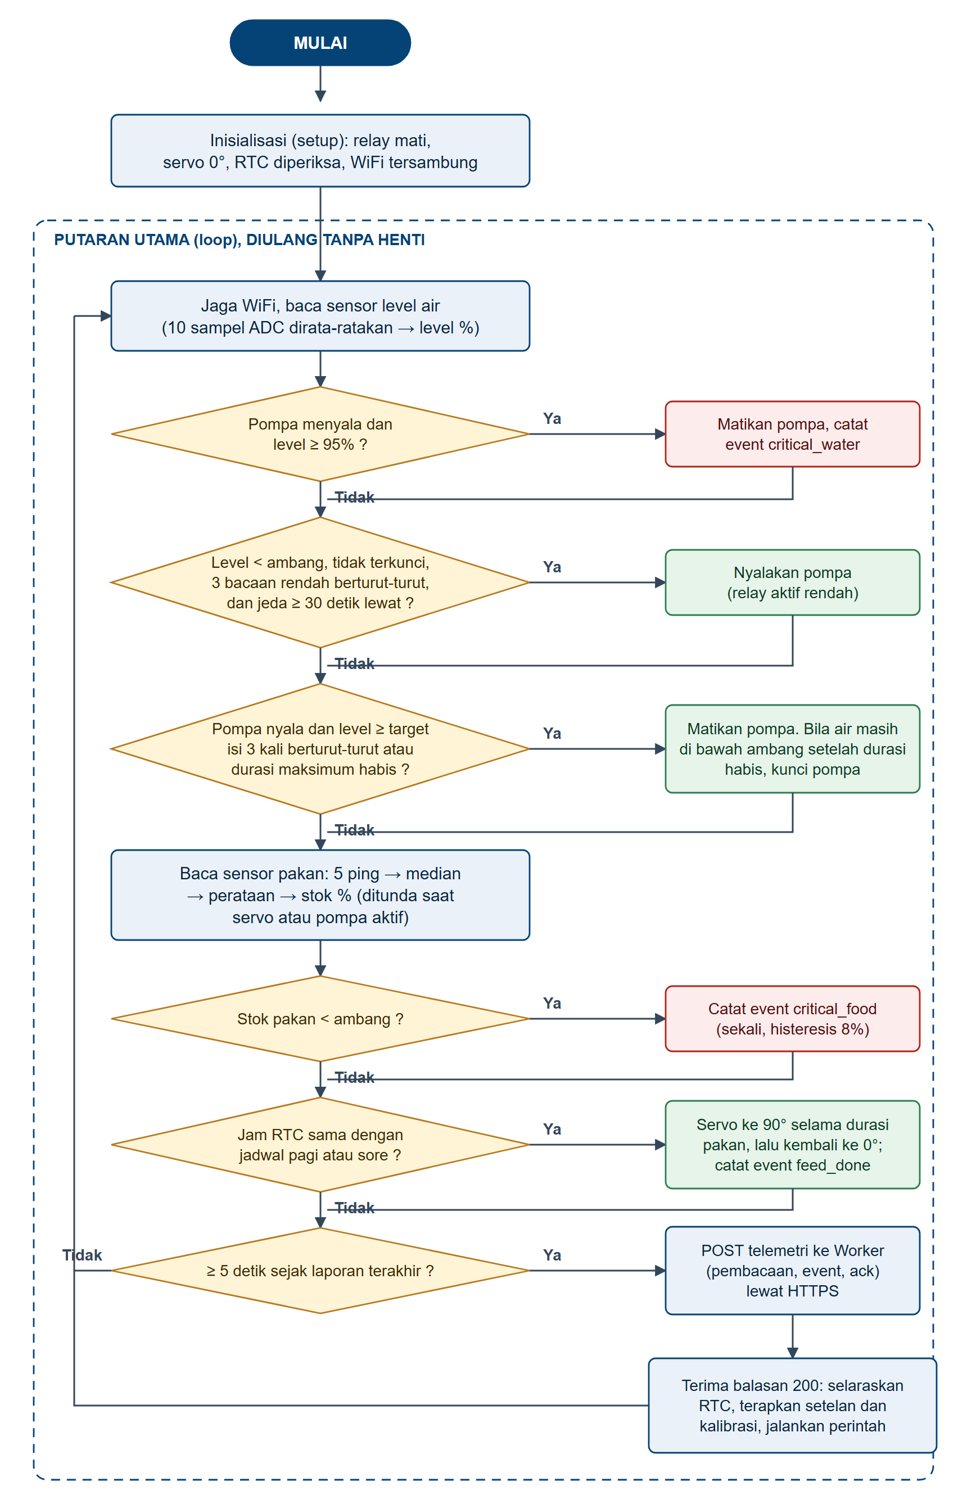 MULAI
Inisialisasi (setup): relay mati,
servo 0°, RTC diperiksa, WiFi tersambung
PUTARAN UTAMA (loop), DIULANG TANPA HENTI
Jaga WiFi, baca sensor level air
(10 sampel ADC dirata-ratakan → level %)
Pompa menyala dan
level ≥ 95% ?
Ya
Matikan pompa, catat
event critical_water
Tidak
Level < ambang, tidak terkunci,
3 bacaan rendah berturut-turut,
dan jeda ≥ 30 detik lewat ?
Ya
Nyalakan pompa
(relay aktif rendah)
Tidak
Pompa nyala dan level ≥ target
isi 3 kali berturut-turut atau
durasi maksimum habis ?
Ya
Matikan pompa. Bila air masih
di bawah ambang setelah durasi
habis, kunci pompa
Tidak
Baca sensor pakan: 5 ping → median
→ perataan → stok % (ditunda saat
servo atau pompa aktif)
Stok pakan < ambang ?
Ya
Catat event critical_food
(sekali, histeresis 8%)
Tidak
Jam RTC sama dengan
jadwal pagi atau sore ?
Ya
Servo ke 90° selama durasi
pakan, lalu kembali ke 0°;
catat event feed_done
Tidak
≥ 5 detik sejak laporan terakhir ?
Tidak
Ya
POST telemetri ke Worker
(pembacaan, event, ack)
lewat HTTPS
Terima balasan 200: selaraskan
RTC, terapkan setelan dan
kalibrasi, jalankan perintah